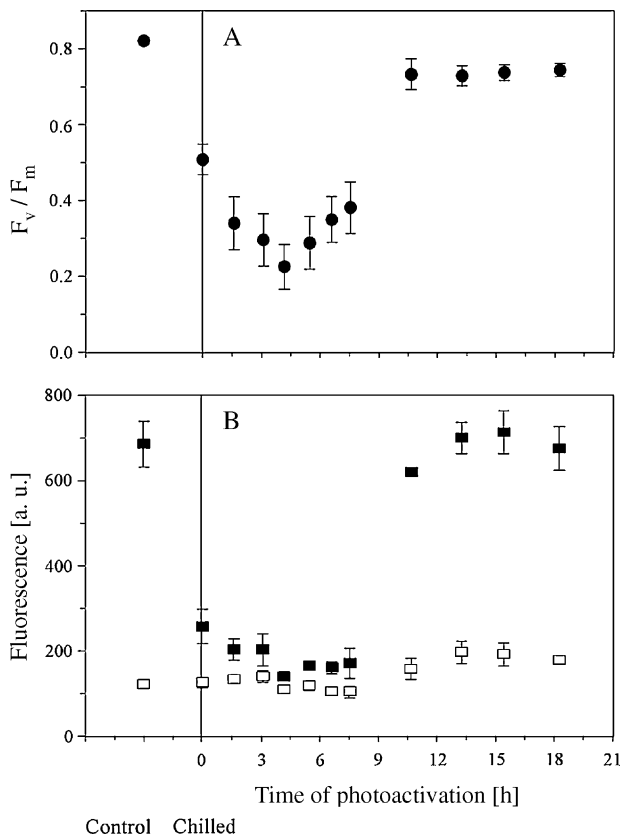 A
0.8
0.6
0.4
0.2
0.0
F_v / F_m
B
800
600
400
200
0
Fluorescence [a. u.]
0 3 6 9 12 15 18 21
Time of photoactivation [h]
Control Chilled